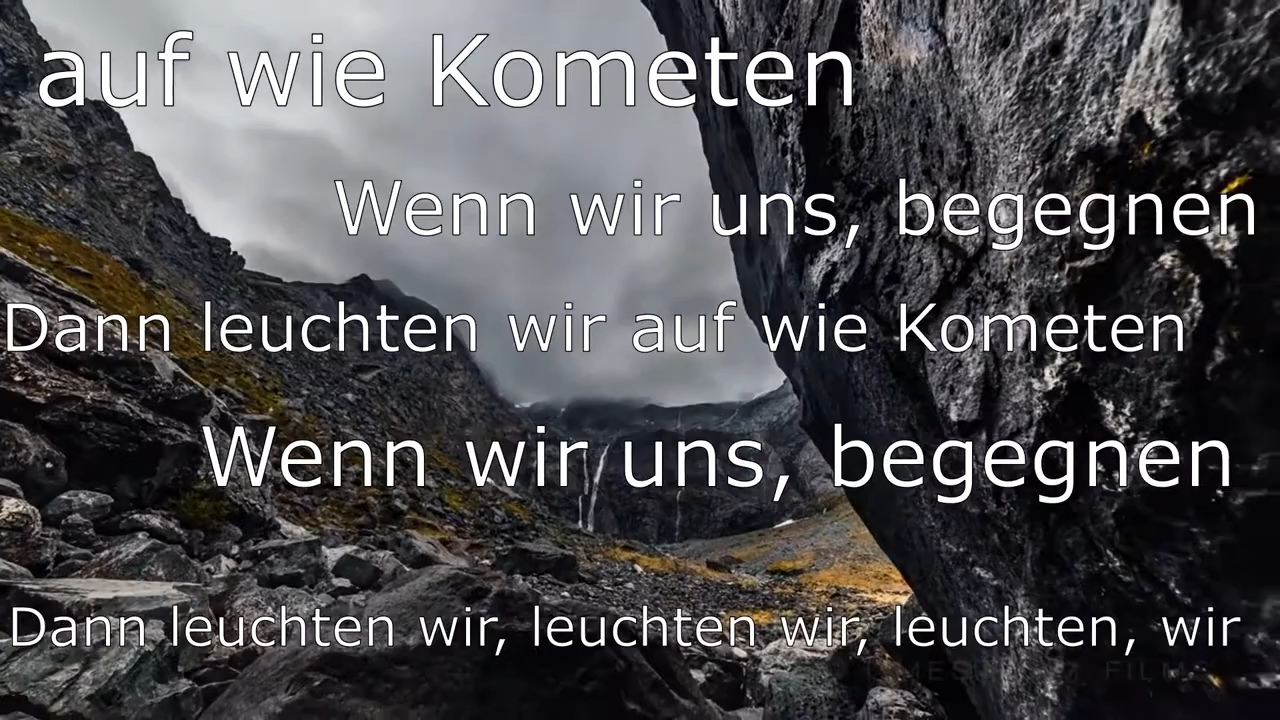 auf wie Kometen
Wenn wir uns, begegnen
Dann leuchten wir auf wie Kometen
Wenn wir uns, begegnen
Dann leuchten wir, leuchten wir, leuchten, wir